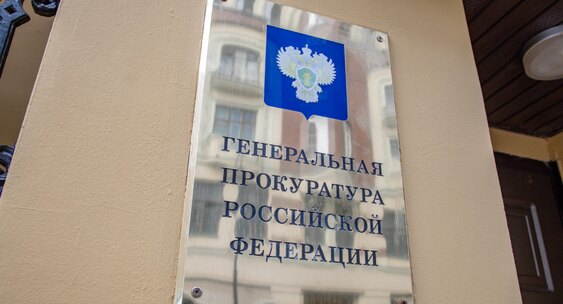 ГЕНЕРАЛЬНАЯ
ПРОКУРАТУРА
РОССИЙСКОЙ
ФЕДЕРАЦИИ